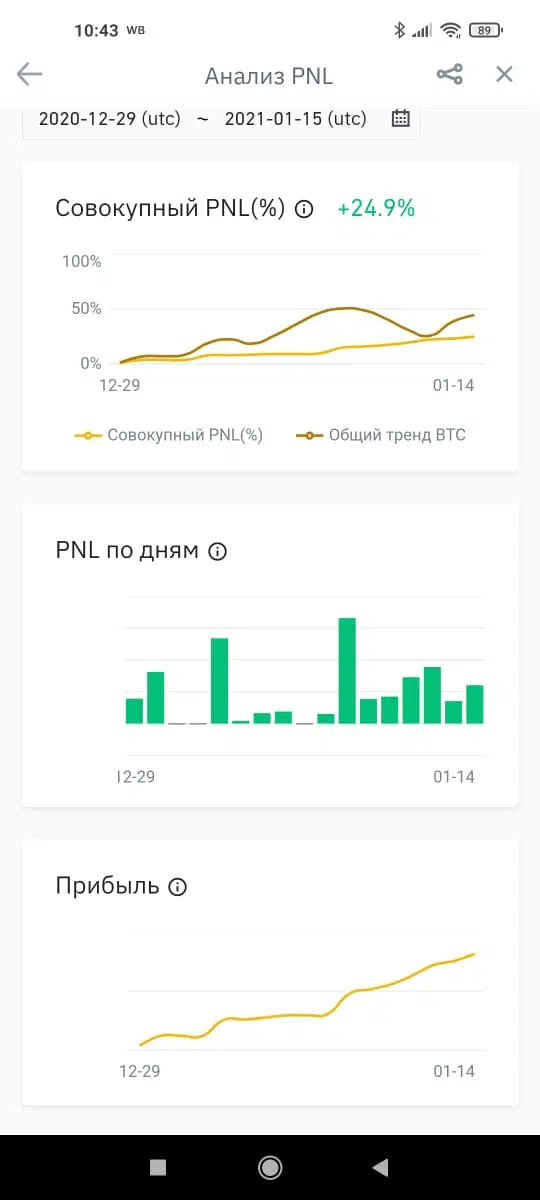 10:43 WB 89
Анализ PNL
2020-12-29 (utc) ~ 2021-01-15 (utc)
Совокупный PNL(%) +24.9%
100%
50%
0%
12-29 01-14
Совокупный PNL(%) Общий тренд BTC
PNL по дням
12-29 01-14
Прибыль
12-29 01-14